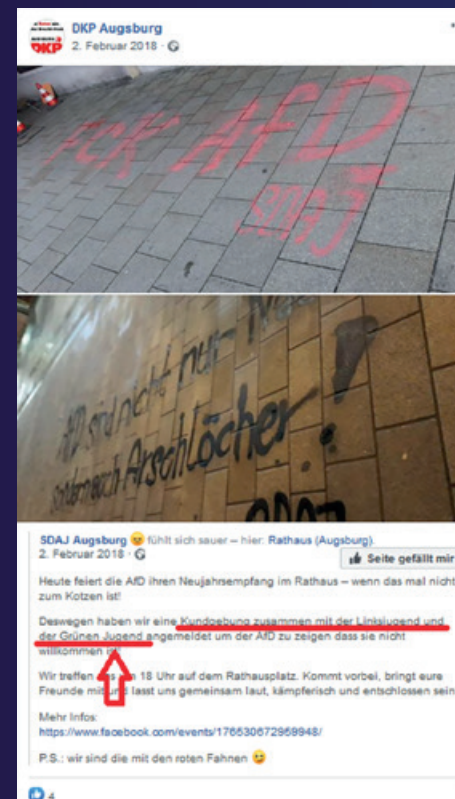 DKP Augsburg
2. Februar 2018
DKP
FCK AfD
SDAJ
AfD sind nicht nur
sondern auch Arschlöcher!
SDAJ
SDAJ Augsburg 😠 fühlt sich sauer – hier: Rathaus (Augsburg).
2. Februar 2018
Seite gefällt mir
Heute feiert die AfD ihren Neujahrsempfang im Rathaus – wenn das mal nicht
zum Kotzen ist!
Deswegen haben wir eine Kundgebung zusammen mit der Linksjugend und
der Grünen Jugend angemeldet um der AfD zu zeigen dass sie nicht
willkommen ist!
Wir treffen 18 Uhr auf dem Rathausplatz. Kommt vorbei, bringt eure
Freunde mit und lasst uns gemeinsam laut, kämpferisch und entschlossen sein
Mehr Infos:
https://www.facebook.com/events/176530672969948/
P.S.: wir sind die mit den roten Fahnen 😉
4